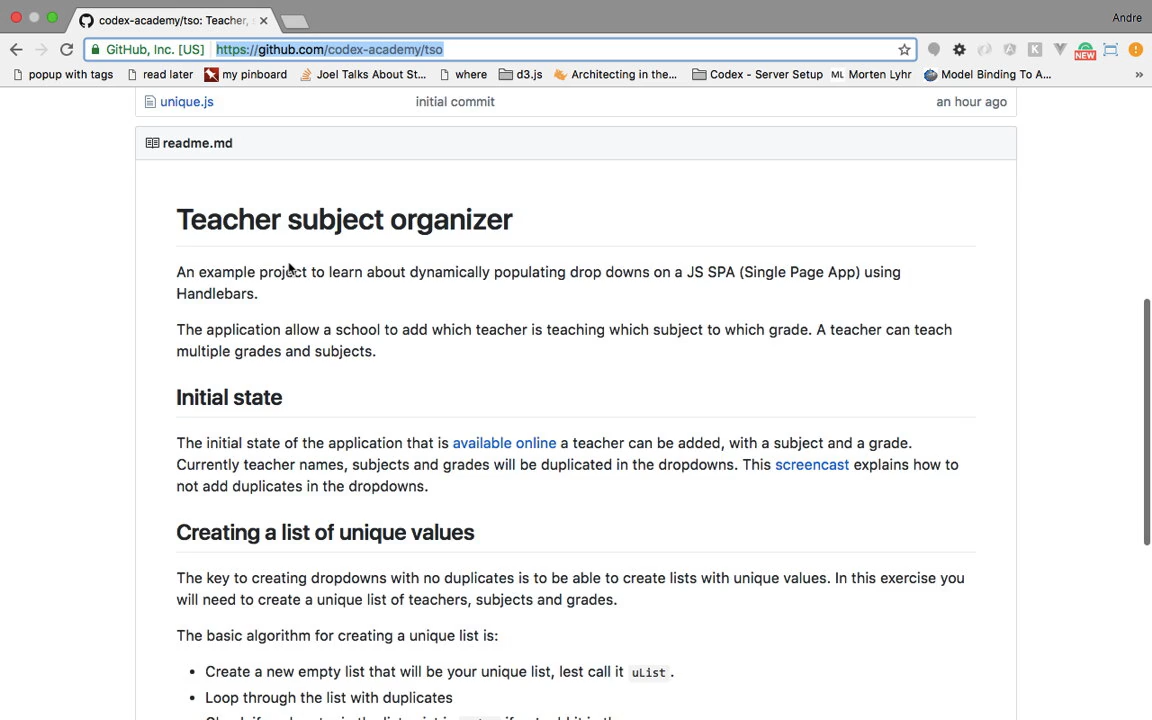 codex-academy/tso: Teacher, s
Andre
GitHub, Inc. [US] https://github.com/codex-academy/tso
NEW
popup with tags read later my pinboard Joel Talks About St... where d3.js Architecting in the... Codex - Server Setup ML Morten Lyhr Model Binding To A... »
unique.js initial commit an hour ago
readme.md
Teacher subject organizer
An example project to learn about dynamically populating drop downs on a JS SPA (Single Page App) using
Handlebars.
The application allow a school to add which teacher is teaching which subject to which grade. A teacher can teach
multiple grades and subjects.
Initial state
The initial state of the application that is available online a teacher can be added, with a subject and a grade.
Currently teacher names, subjects and grades will be duplicated in the dropdowns. This screencast explains how to
not add duplicates in the dropdowns.
Creating a list of unique values
The key to creating dropdowns with no duplicates is to be able to create lists with unique values. In this exercise you
will need to create a unique list of teachers, subjects and grades.
The basic algorithm for creating a unique list is:
• Create a new empty list that will be your unique list, lest call it uList .
• Loop through the list with duplicates